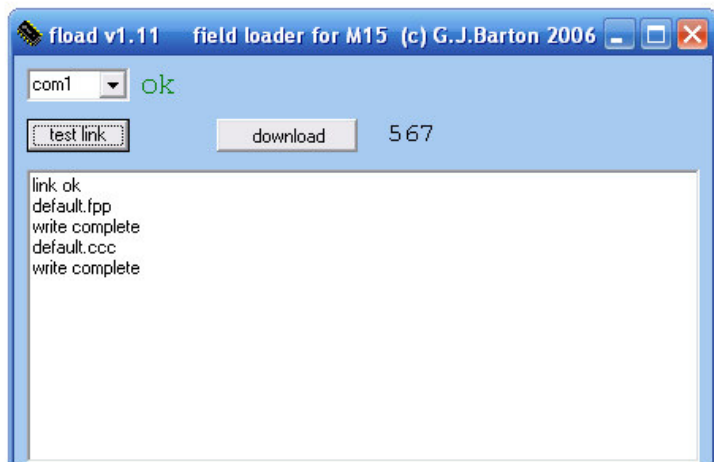 fload v1.11 field loader for M15 (c) G.J.Barton 2006
com1 ok
test link download 567
link ok
default.fpp
write complete
default.ccc
write complete